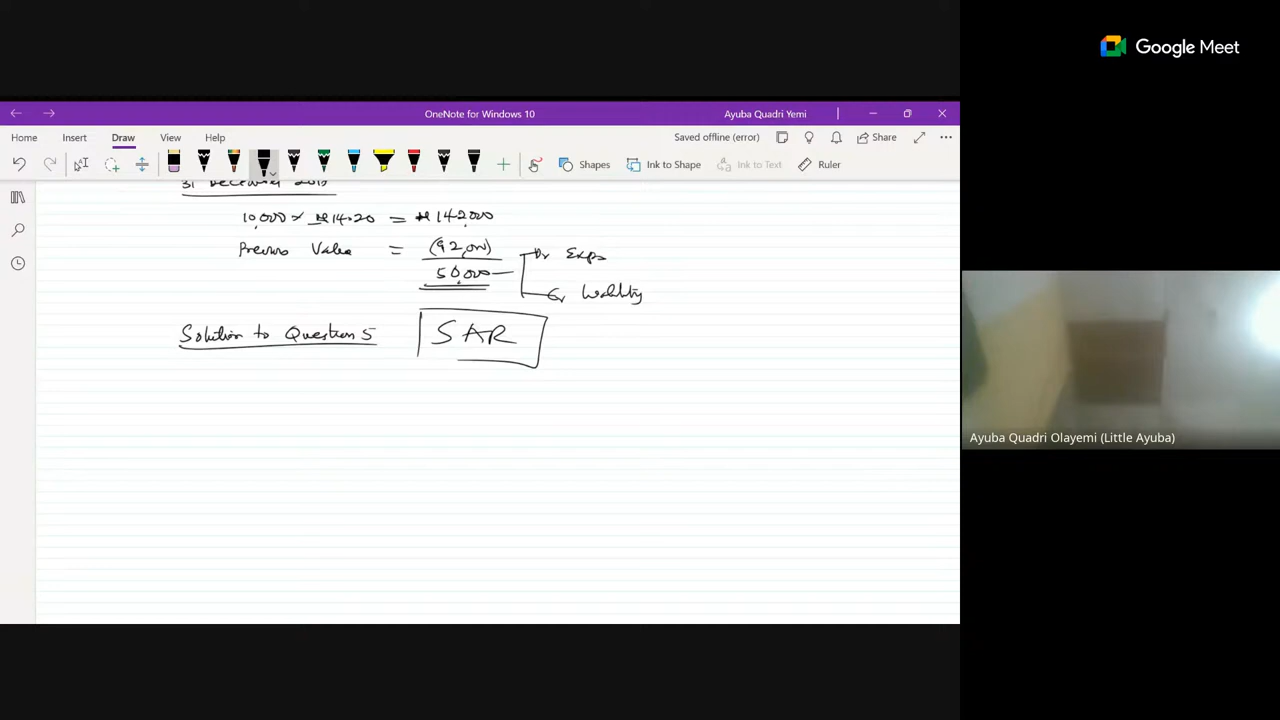 Google Meet
OneNote for Windows 10
Ayuba Quadri Yemi
Home Insert Draw View Help
Saved offline (error)
Share
Shapes
Ink to Shape
Ink to Text
Ruler
31 December
10,000 × ₦14.20 = ₦142,000
Previous Value = (92,000)
Dr Exps
50,000
Cr Liability
Solution to Question 5 SAR
Ayuba Quadri Olayemi (Little Ayuba)